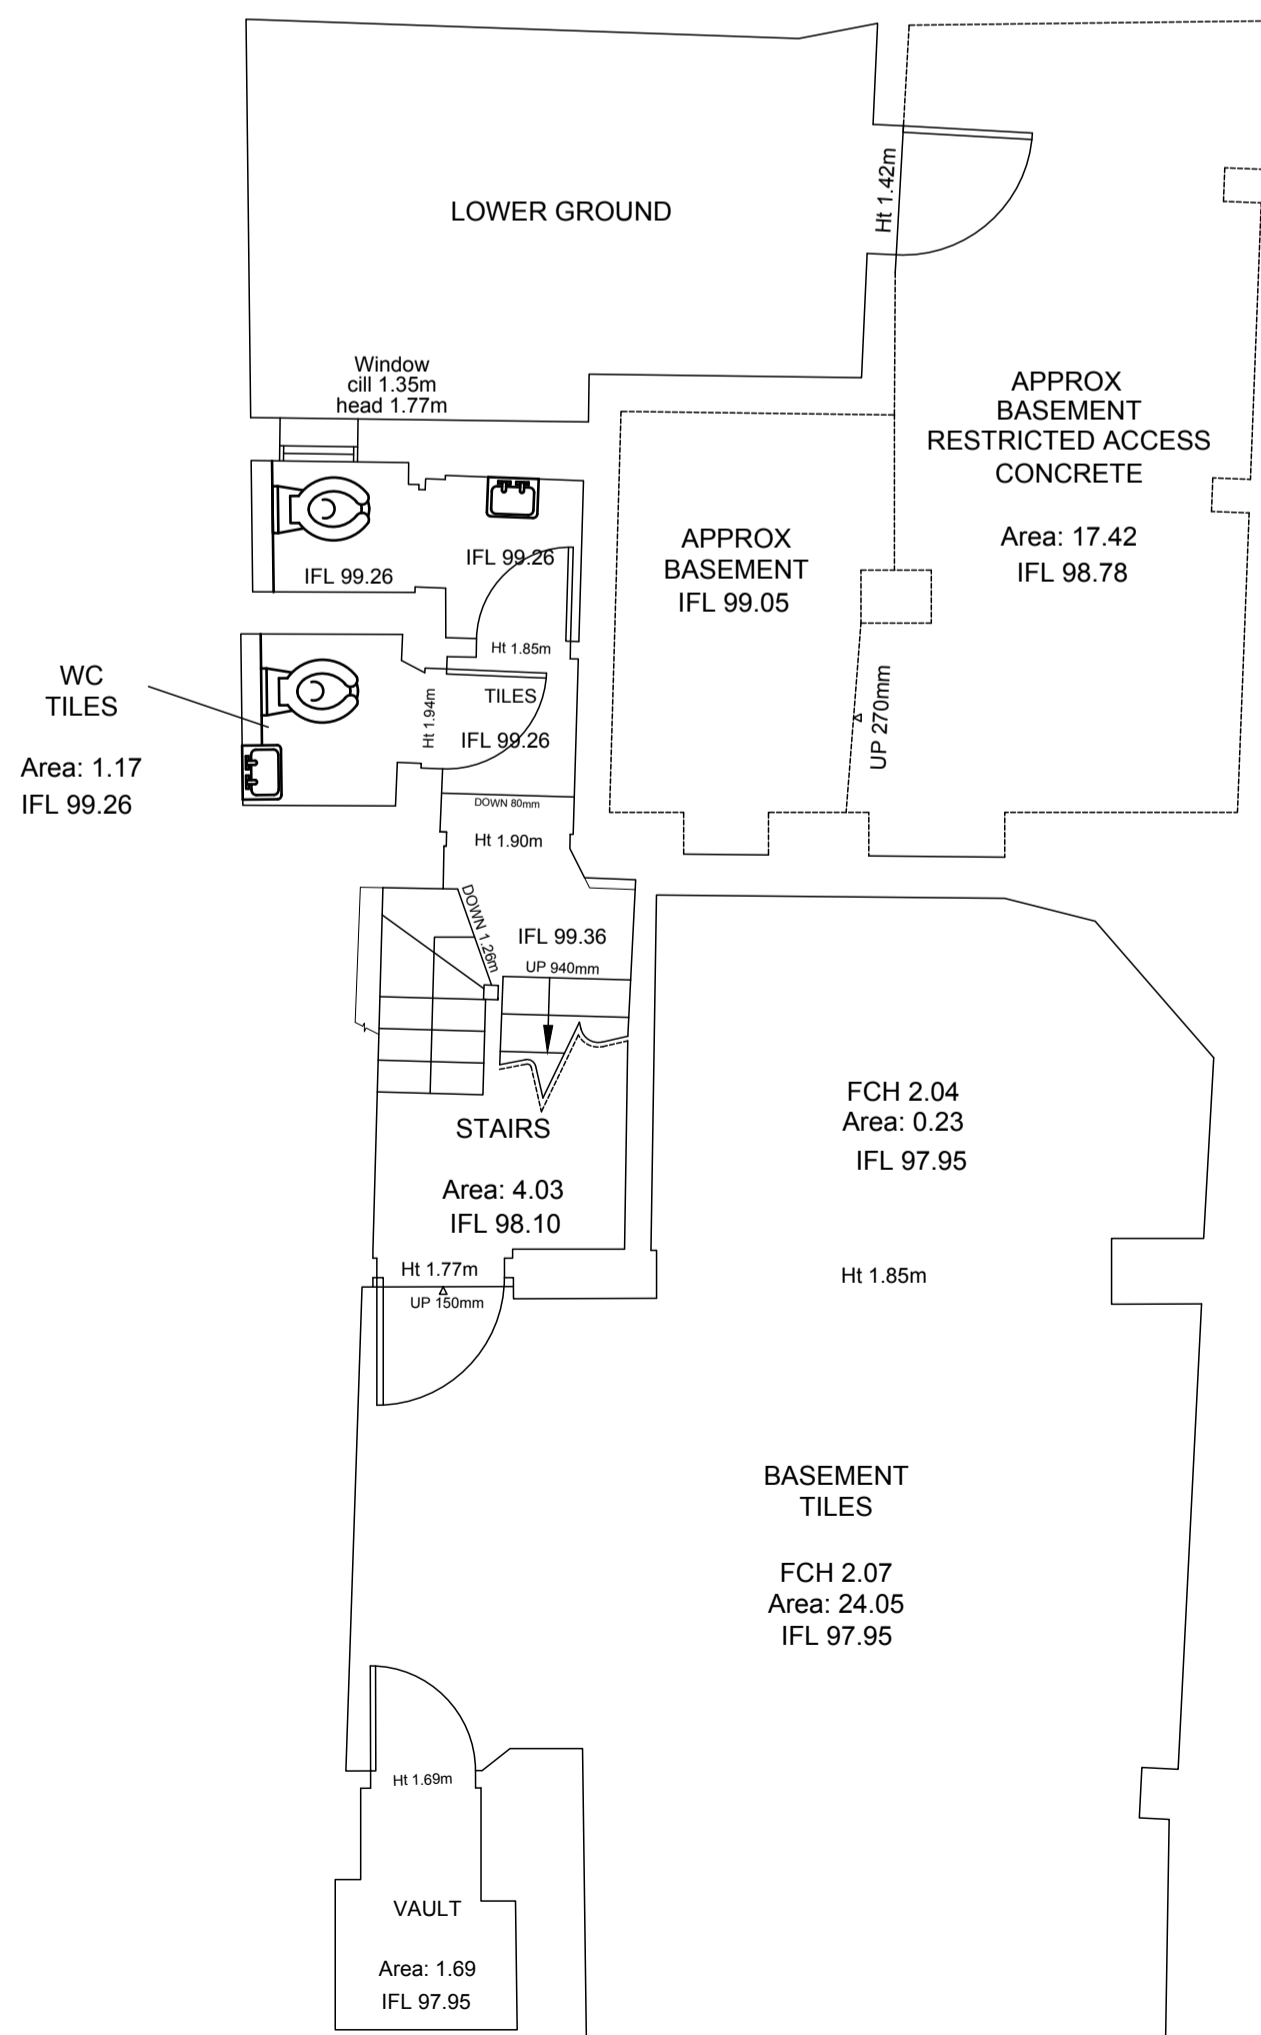 LOWER GROUND
Ht 1.42m
Window
cill 1.35m
head 1.77m
APPROX
BASEMENT
RESTRICTED ACCESS
CONCRETE
Area: 17.42
IFL 98.78
APPROX
BASEMENT
IFL 99.05
IFL 99.26
IFL 99.26
Ht 1.85m
WC
TILES
Area: 1.17
IFL 99.26
Ht 1.94m
TILES
IFL 99.26
UP 270mm
DOWN 80mm
Ht 1.90m
DOWN 1.26m
IFL 99.36
UP 940mm
STAIRS
Area: 4.03
IFL 98.10
FCH 2.04
Area: 0.23
IFL 97.95
Ht 1.77m
UP 150mm
Ht 1.85m
BASEMENT
TILES
FCH 2.07
Area: 24.05
IFL 97.95
Ht 1.69m
VAULT
Area: 1.69
IFL 97.95